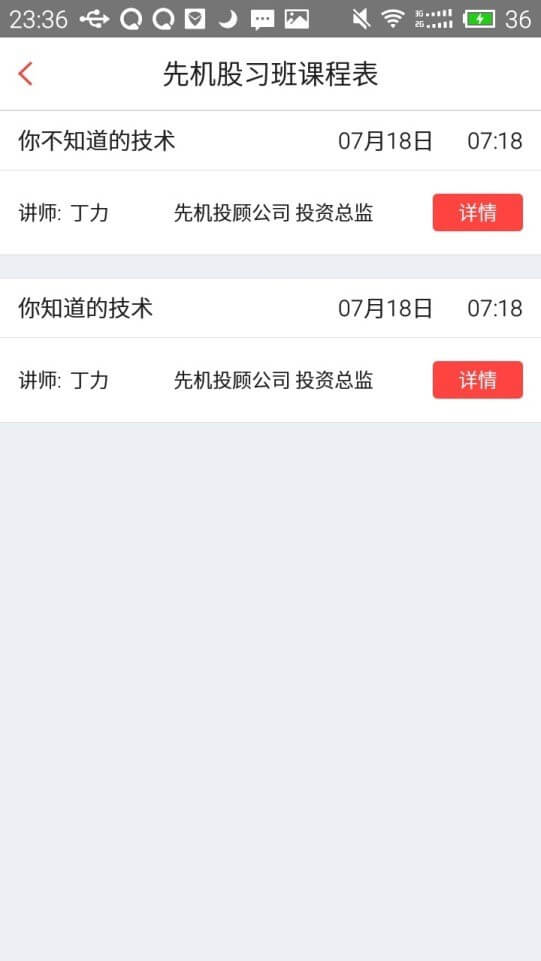 23:36 3G 2G 36
先机股习班课程表
你不知道的技术 07月18日 07:18
讲师: 丁力 先机投顾公司 投资总监 详情
你知道的技术 07月18日 07:18
讲师: 丁力 先机投顾公司 投资总监 详情